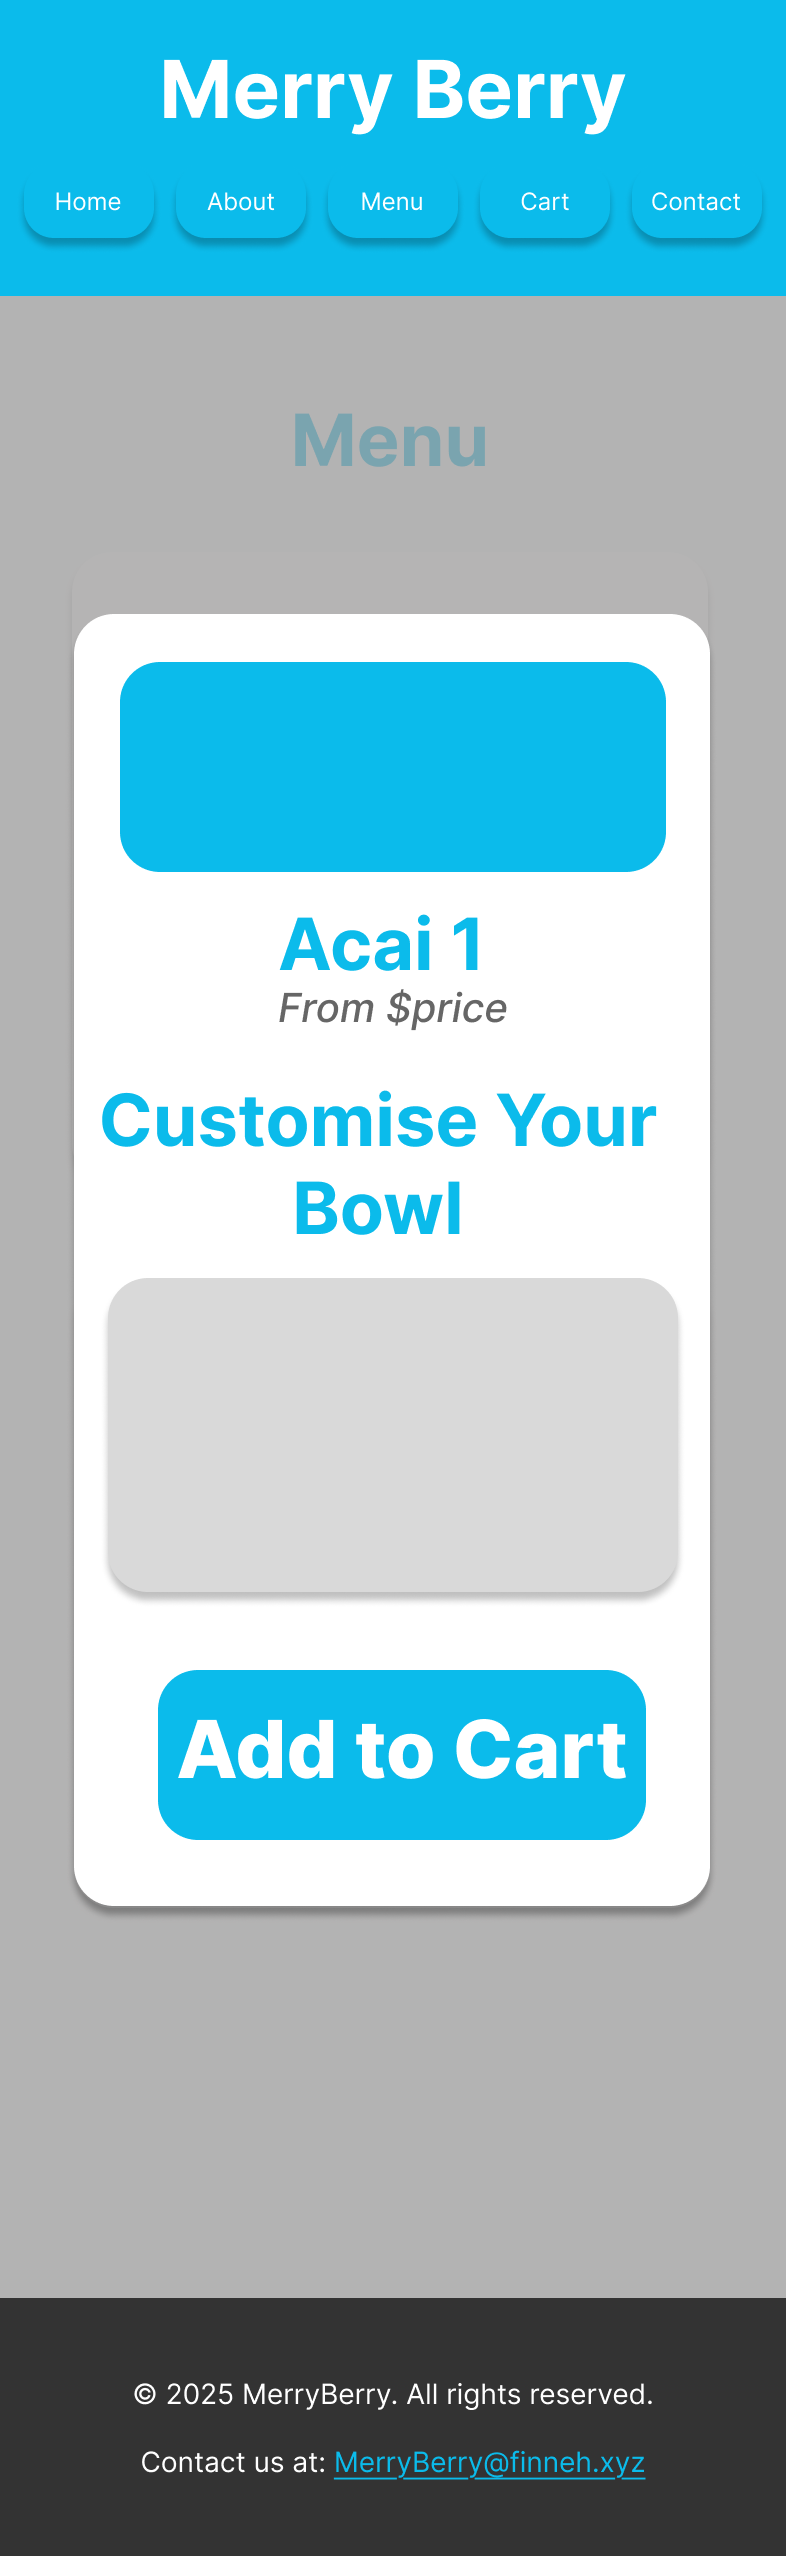 Merry Berry
Home About Menu Cart Contact
Menu
Acai 1
From $price
Customise Your
Bowl
Add to Cart
© 2025 MerryBerry. All rights reserved.
Contact us at: MerryBerry@finneh.xyz